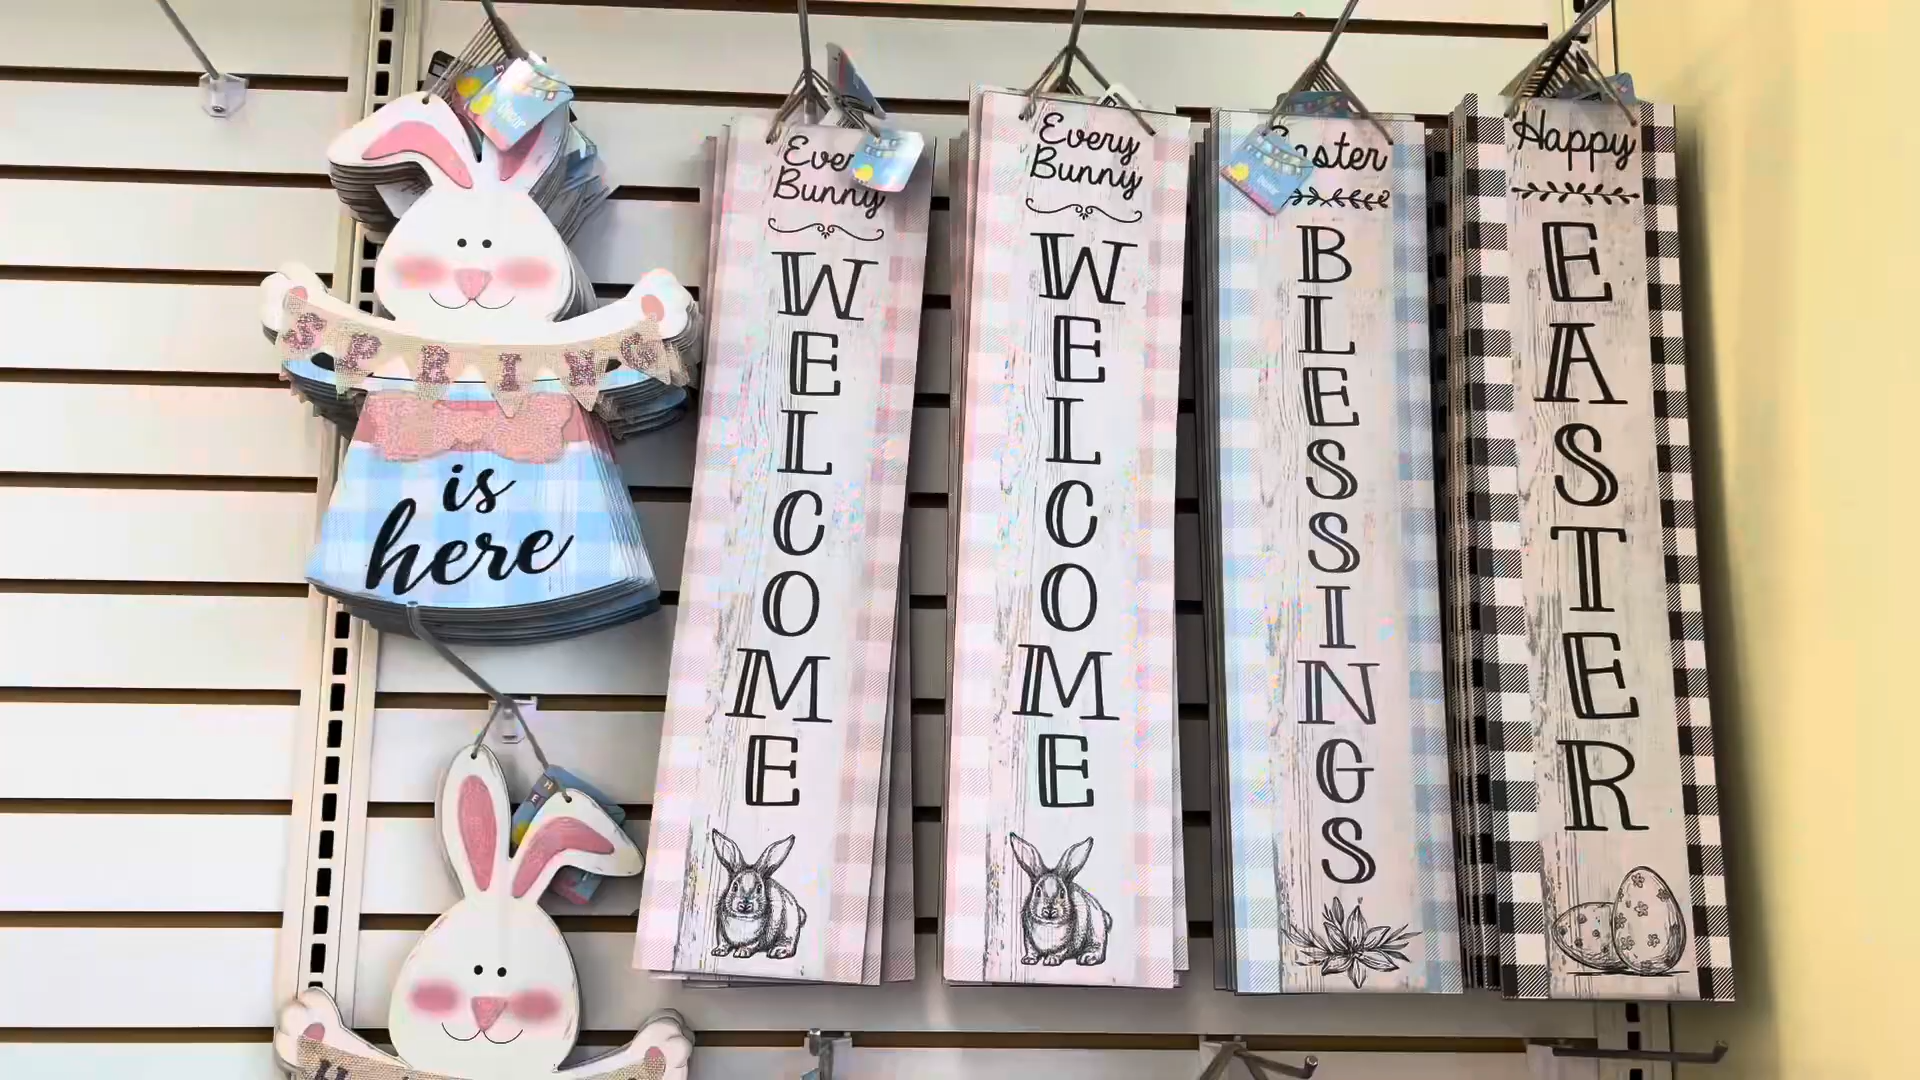 SPRING
is
here
Every
Bunny
WELCOME
Every
Bunny
WELCOME
Easter
BLESSINGS
Happy
EASTER